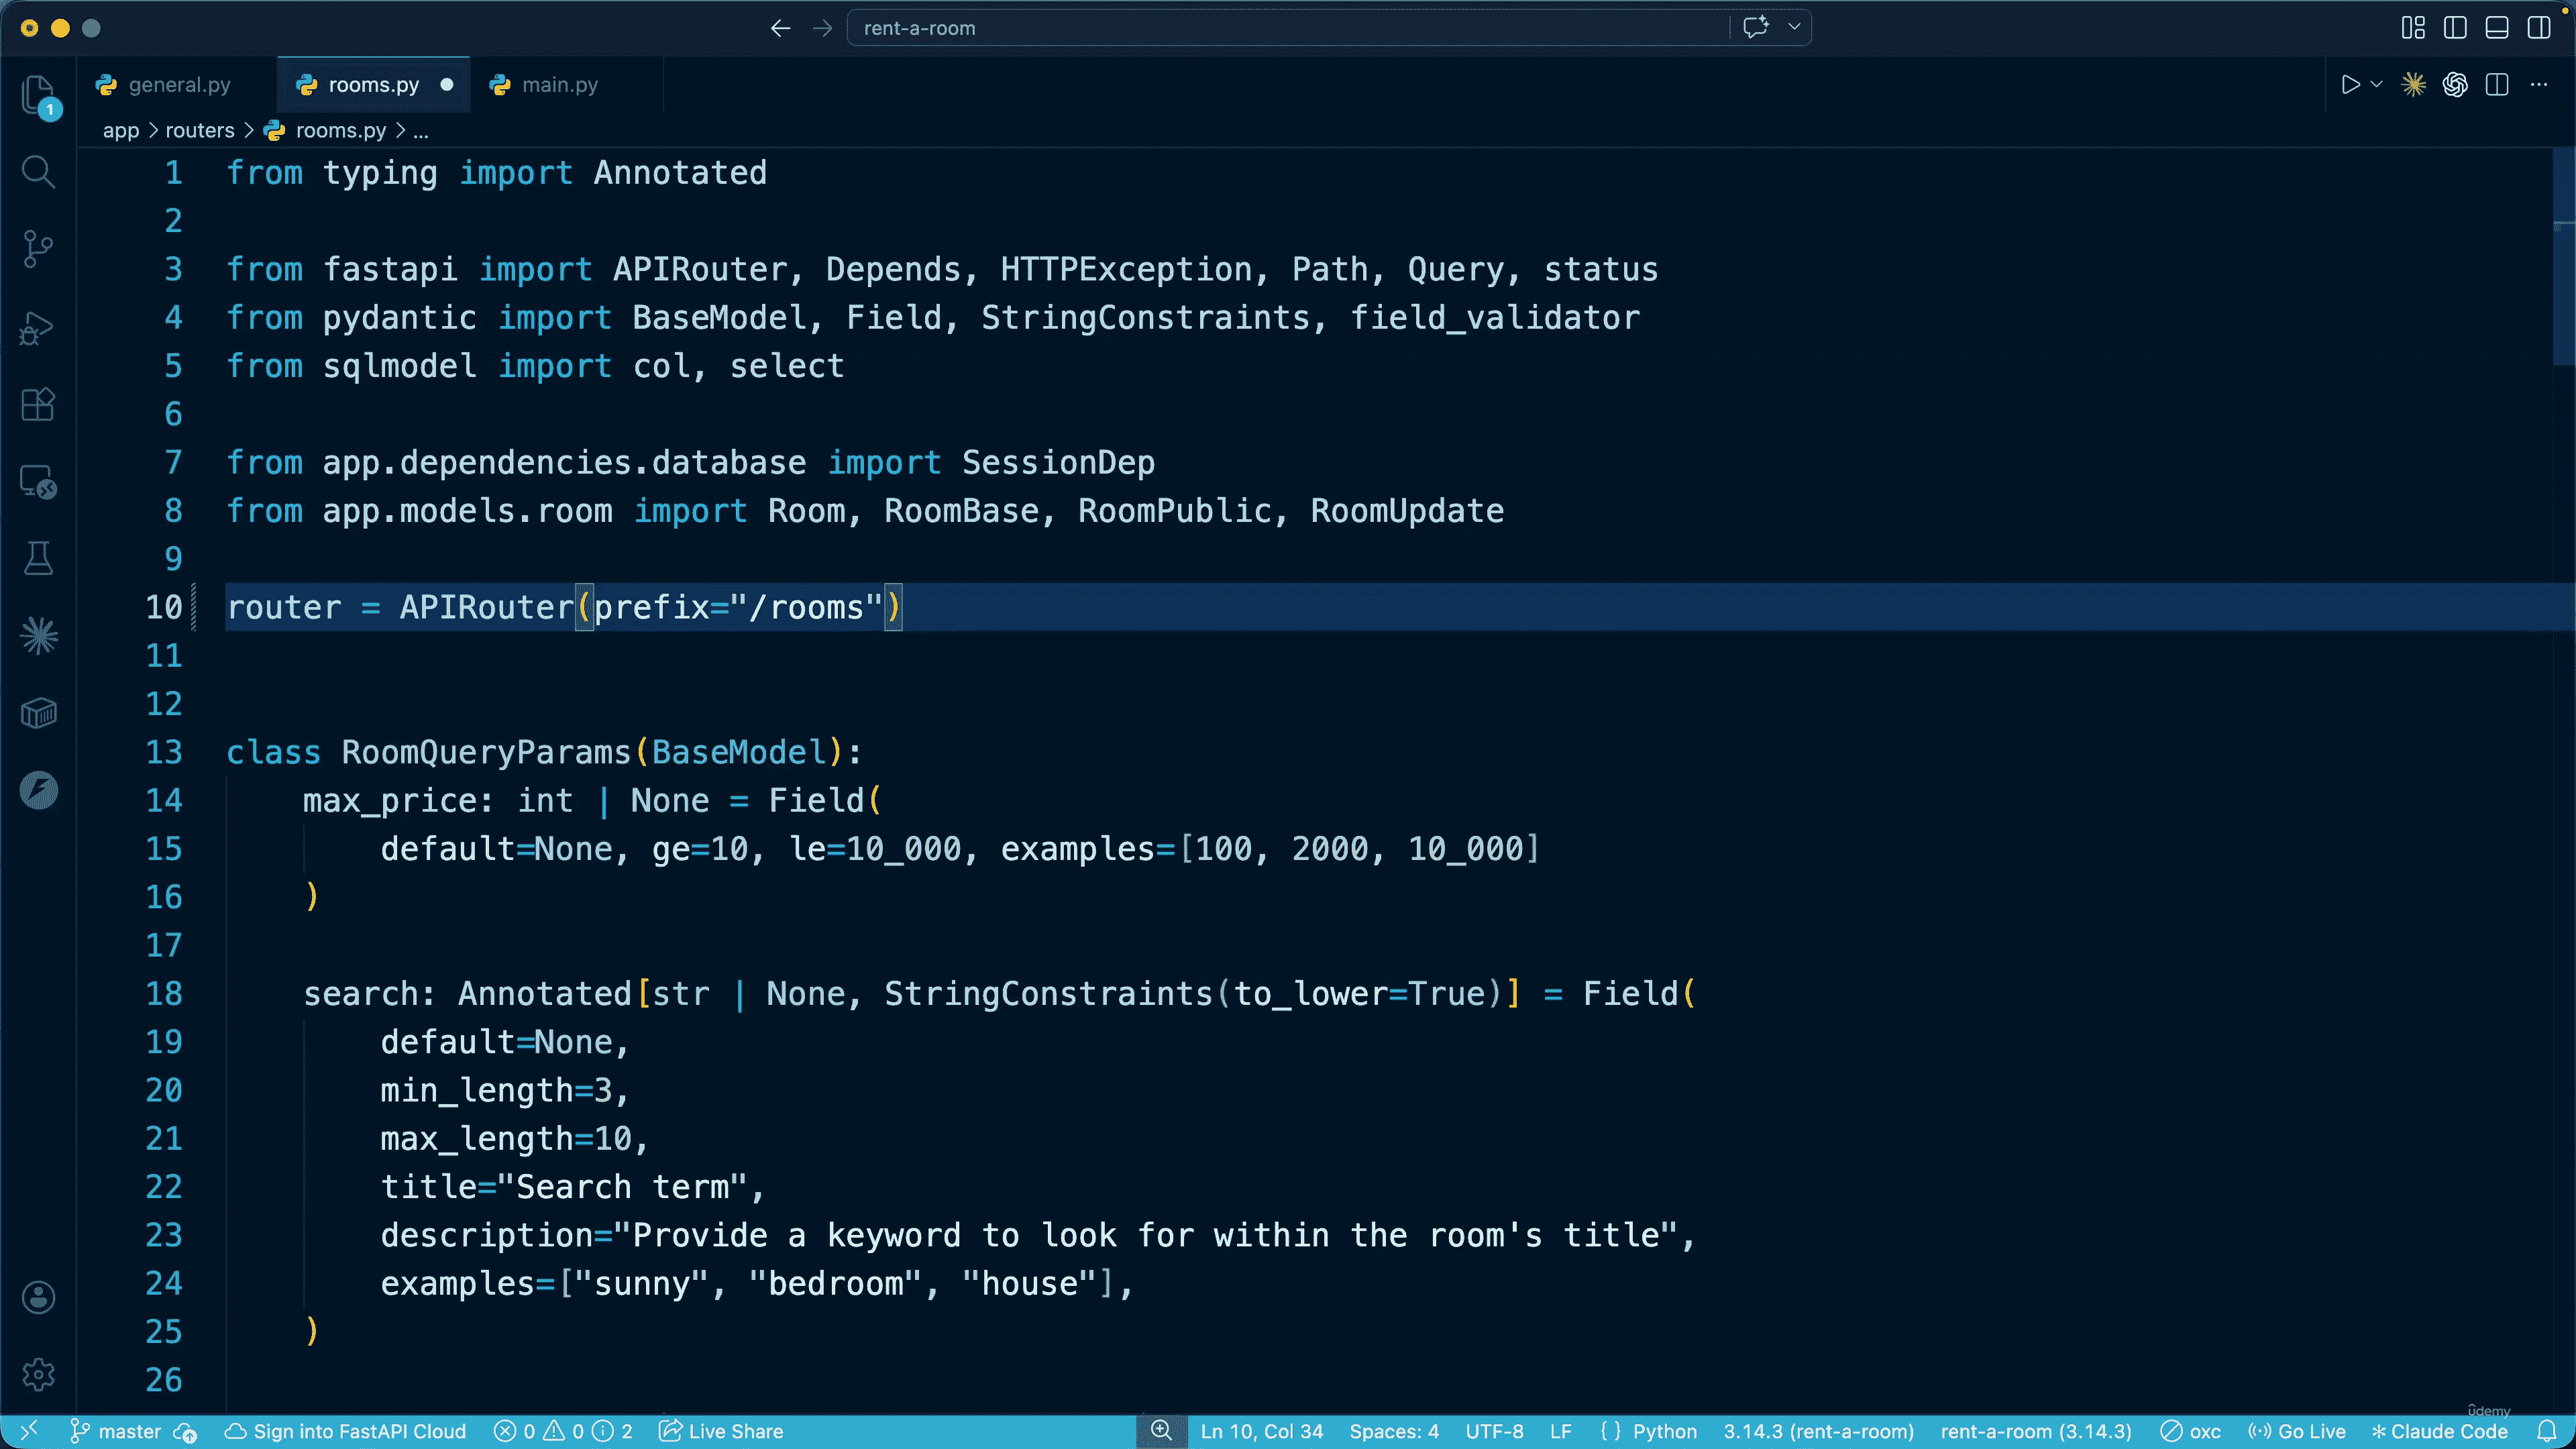 rent-a-room
general.py
rooms.py
main.py
app > routers > rooms.py > ...
1
1 from typing import Annotated
2
3 from fastapi import APIRouter, Depends, HTTPException, Path, Query, status
4 from pydantic import BaseModel, Field, StringConstraints, field_validator
5 from sqlmodel import col, select
6
7 from app.dependencies.database import SessionDep
8 from app.models.room import Room, RoomBase, RoomPublic, RoomUpdate
9
10 router = APIRouter(prefix="/rooms")
11
12
13 class RoomQueryParams(BaseModel):
14     max_price: int | None = Field(
15         default=None, ge=10, le=10_000, examples=[100, 2000, 10_000]
16     )
17
18     search: Annotated[str | None, StringConstraints(to_lower=True)] = Field(
19         default=None,
20         min_length=3,
21         max_length=10,
22         title="Search term",
23         description="Provide a keyword to look for within the room's title",
24         examples=["sunny", "bedroom", "house"],
25     )
26
ûdemy
master Sign into FastAPI Cloud 0 0 2 Live Share Ln 10, Col 34 Spaces: 4 UTF-8 LF { } Python 3.14.3 (rent-a-room) rent-a-room (3.14.3) oxc Go Live Claude Code